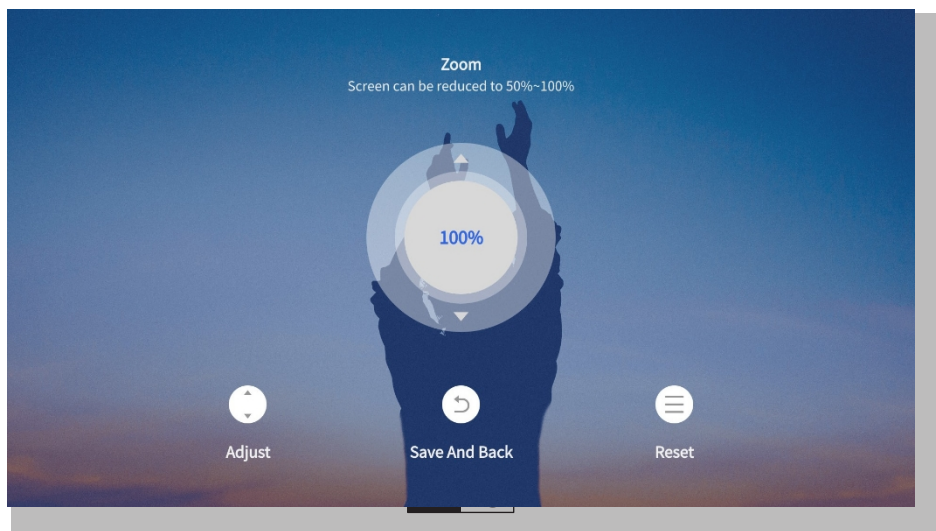 Zoom
Screen can be reduced to 50%~100%
100%
Adjust
Save And Back
Reset